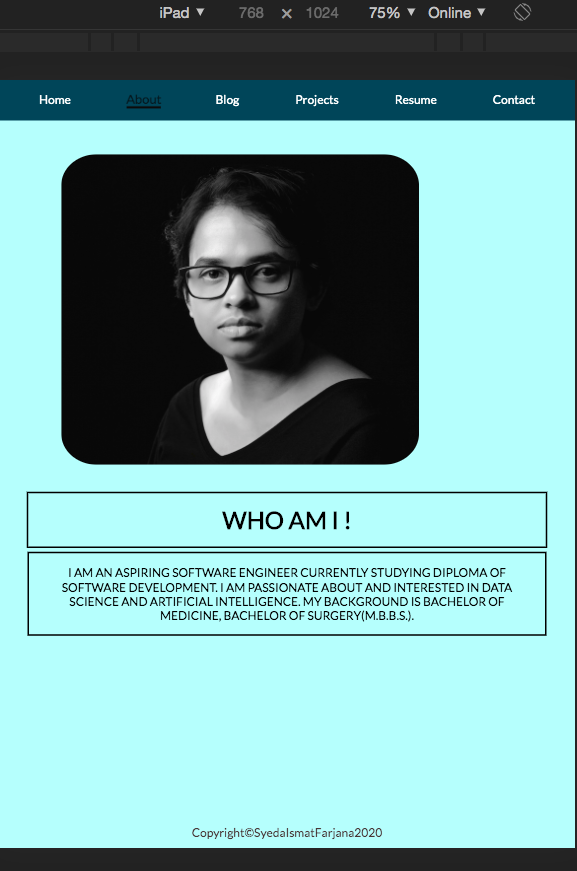 iPad ▼ 768 × 1024 75% ▼ Online ▼
Home About Blog Projects Resume Contact
WHO AM I !
I AM AN ASPIRING SOFTWARE ENGINEER CURRENTLY STUDYING DIPLOMA OF
SOFTWARE DEVELOPMENT. I AM PASSIONATE ABOUT AND INTERESTED IN DATA
SCIENCE AND ARTIFICIAL INTELLIGENCE. MY BACKGROUND IS BACHELOR OF
MEDICINE, BACHELOR OF SURGERY(M.B.B.S.).
Copyright©SyedaIsmatFarjana2020